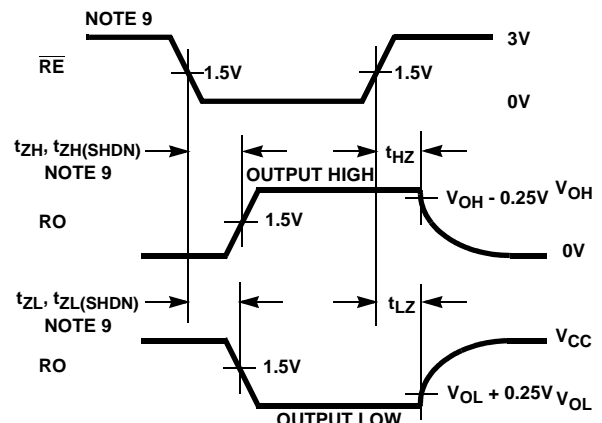 NOTE 9
3V
RE
1.5V
1.5V
0V
tZH, tZH(SHDN)
NOTE 9
tHZ
OUTPUT HIGH
VOH - 0.25V
VOH
RO
1.5V
0V
tZL, tZL(SHDN)
NOTE 9
tLZ
VCC
RO
1.5V
VOL + 0.25V
VOL
OUTPUT LOW